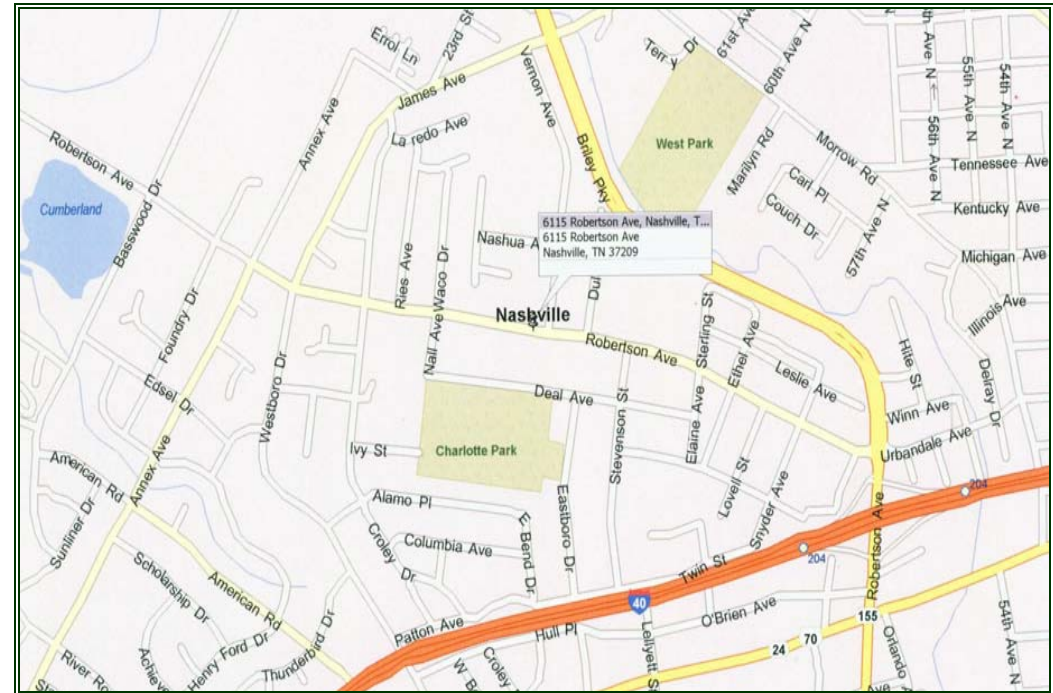 Errol Ln
23rd St
Terry Dr
61st Ave
60th Ave N
55th Ave N
54th Ave N
56th Ave N
Vernon Ave
James Ave
Annex Ave
Laredo Ave
Briley Pky
West Park
Marilyn Rd
Morrow Rd
Robertson Ave
Tennessee Ave
Carl Pl
Couch Dr
Kentucky Ave
Cumberland
Basswood Dr
6115 Robertson Ave, Nashville, T...
6115 Robertson Ave
Nashville, TN 37209
Nashua A
57th Ave N
Michigan Ave
Ries Ave
Waco Dr
Dul
Foundry Dr
Nashville
Sterling St
Illinois Ave
Nall Ave
Robertson Ave
Ethel Ave
Hite St
Delray Dr
Leslie Ave
Edsel Dr
Westboro Dr
Deal Ave
Winn Ave
Elaine Ave
Stevenson St
Urbandale Ave
Ivy St
Charlotte Park
American Rd
Annex Ave
Lovell St
Snyder Ave
204
Alamo Pl
Sunliner Dr
E Bend Dr
Eastboro Dr
Croley Dr
Columbia Ave
Twin St
204
Robertson Ave
Scholarship Dr
American Rd
40
O'Brien Ave
155
Patton Ave
Hull Pl
Lellyett St
70
24
54th Ave N
Orlando
Henry Ford Dr
Thunderbird Dr
Achieve
River Ro
Croley
W B
Ave